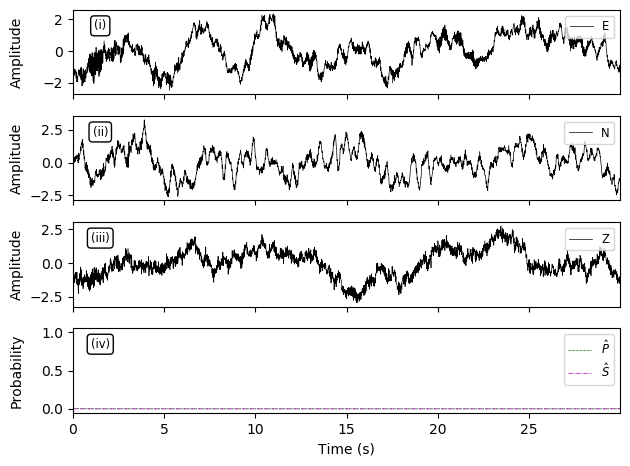 (i)
E
Amplitude
2
0
−2
(ii)
N
Amplitude
2.5
0.0
−2.5
(iii)
Z
Amplitude
2.5
0.0
−2.5
(iv)
P̂
Ŝ
Probability
1.0
0.5
0.0
0 5 10 15 20 25
Time (s)